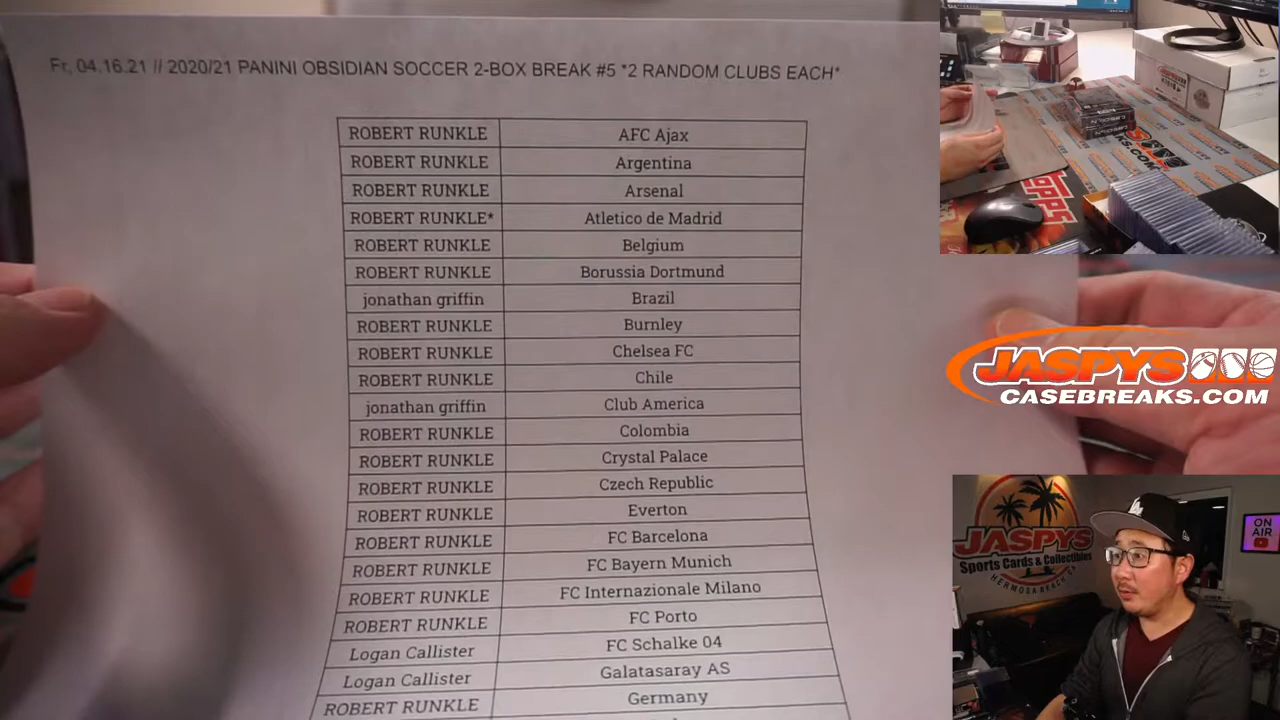 Fr, 04.16.21 // 2020/21 PANINI OBSIDIAN SOCCER 2-BOX BREAK #5 *2 RANDOM CLUBS EACH*
ROBERT RUNKLE AFC Ajax
ROBERT RUNKLE Argentina
ROBERT RUNKLE Arsenal
ROBERT RUNKLE* Atletico de Madrid
ROBERT RUNKLE Belgium
ROBERT RUNKLE Borussia Dortmund
jonathan griffin Brazil
ROBERT RUNKLE Burnley
ROBERT RUNKLE Chelsea FC
ROBERT RUNKLE Chile
jonathan griffin Club America
ROBERT RUNKLE Colombia
ROBERT RUNKLE Crystal Palace
ROBERT RUNKLE Czech Republic
ROBERT RUNKLE Everton
ROBERT RUNKLE FC Barcelona
ROBERT RUNKLE FC Bayern Munich
ROBERT RUNKLE FC Internazionale Milano
ROBERT RUNKLE FC Porto
Logan Callister FC Schalke 04
Logan Callister Galatasaray AS
ROBERT RUNKLE Germany
TOPPS
JASPYS
CASEBREAKS.COM
JASPYS
Sports Cards & Collectibles
HERMOSA BEACH CA
LA
ON
AIR